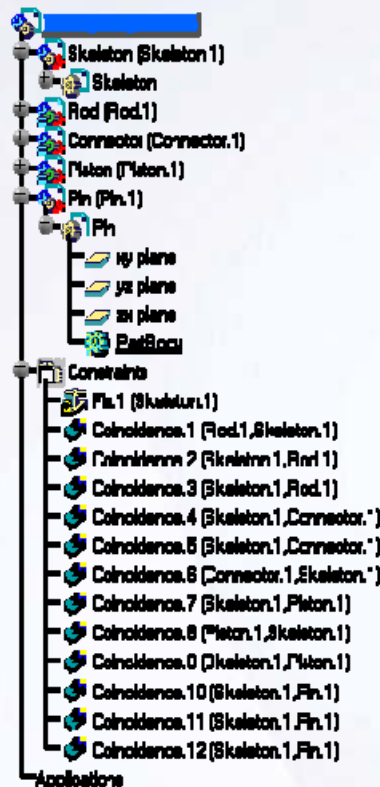 Skeleton (Skeleton 1)
Skeleton
Rod (Rod.1)
Connector (Connector.1)
Piston (Piston.1)
Pin (Pin.1)
Pin
xy plane
yz plane
zx plane
PartBody
Constraints
Fix.1 (Skeleton.1)
Coincidence.1 (Rod.1,Skeleton.1)
Coincidence.2 (Skeleton.1,Rod.1)
Coincidence.3 (Skeleton.1,Rod.1)
Coincidence.4 (Skeleton.1,Connector.1)
Coincidence.5 (Skeleton.1,Connector.1)
Coincidence.6 (Connector.1,Skeleton.1)
Coincidence.7 (Skeleton.1,Piston.1)
Coincidence.8 (Piston.1,Skeleton.1)
Coincidence.9 (Skeleton.1,Piston.1)
Coincidence.10 (Skeleton.1,Pin.1)
Coincidence.11 (Skeleton.1,Pin.1)
Coincidence.12 (Skeleton.1,Pin.1)
Applications